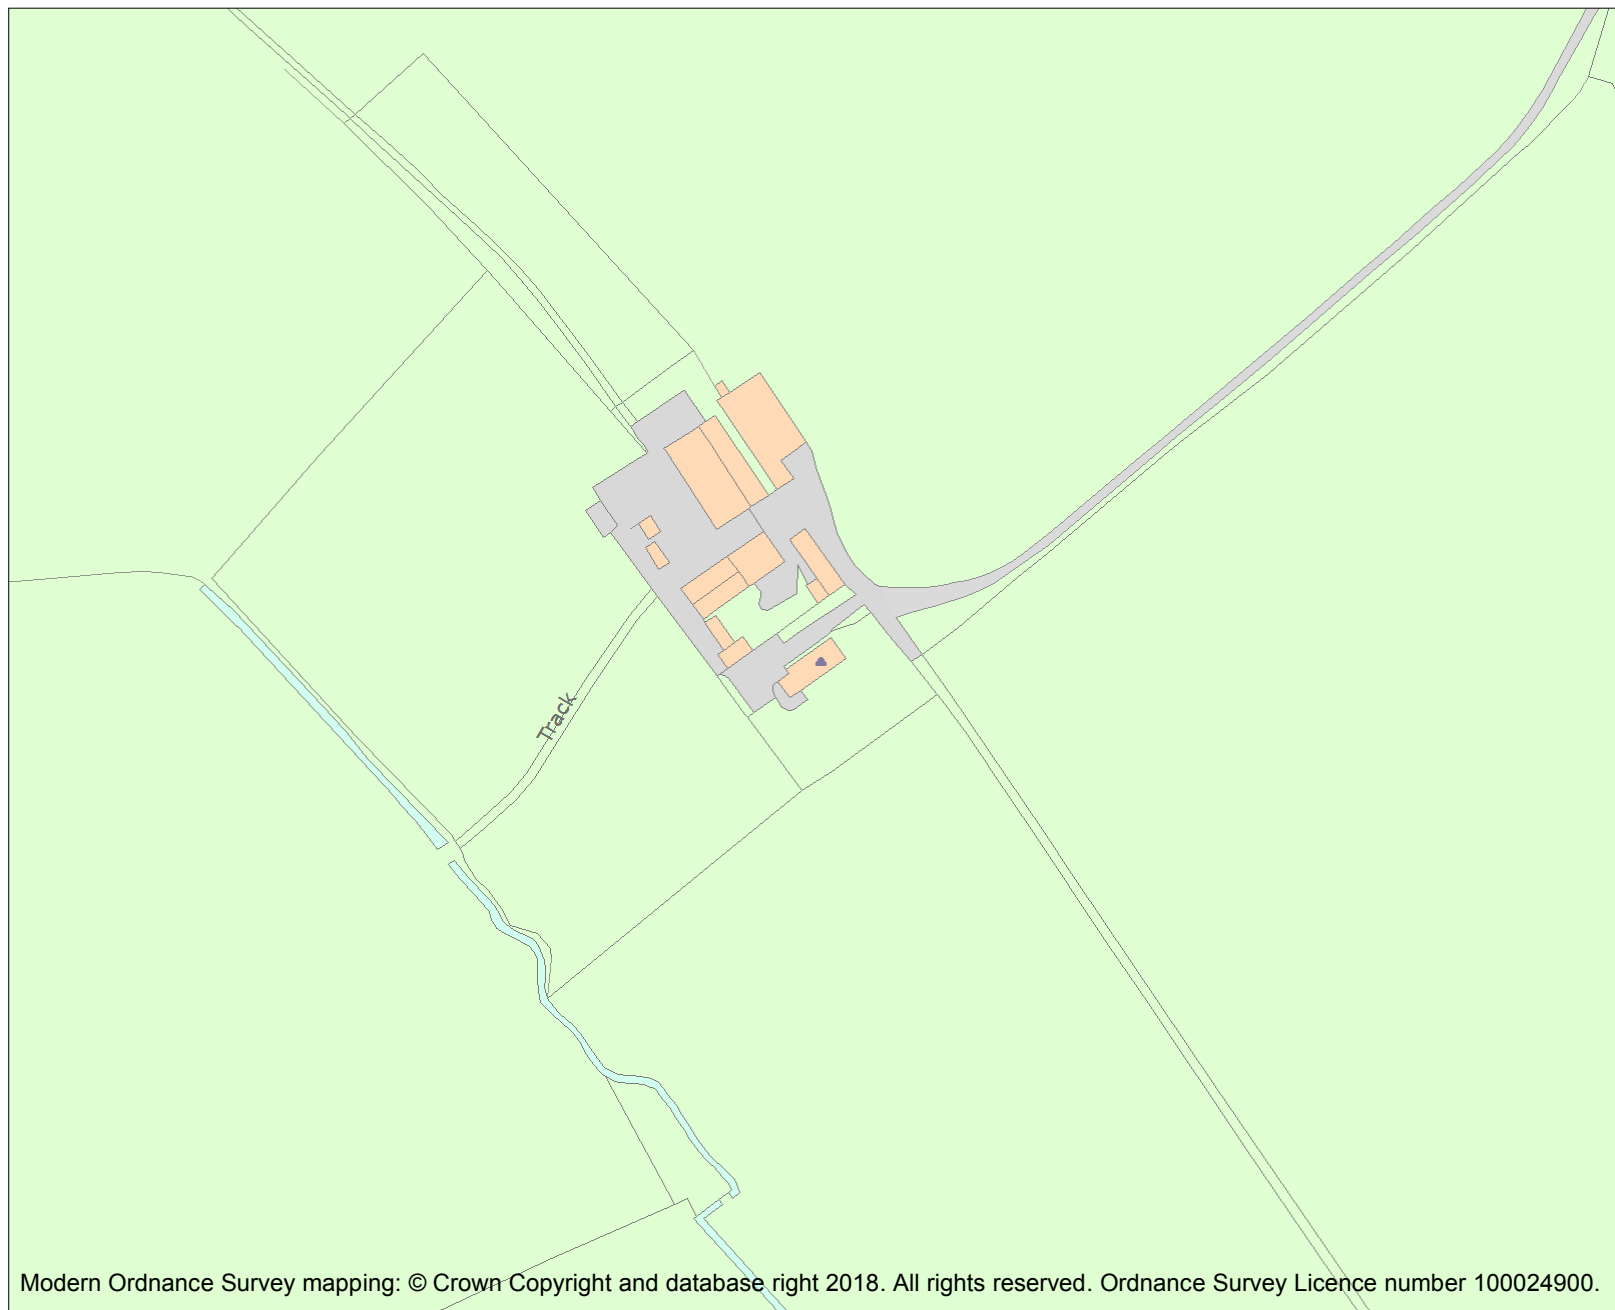 Track
Modern Ordnance Survey mapping: © Crown Copyright and database right 2018. All rights reserved. Ordnance Survey Licence number 100024900.